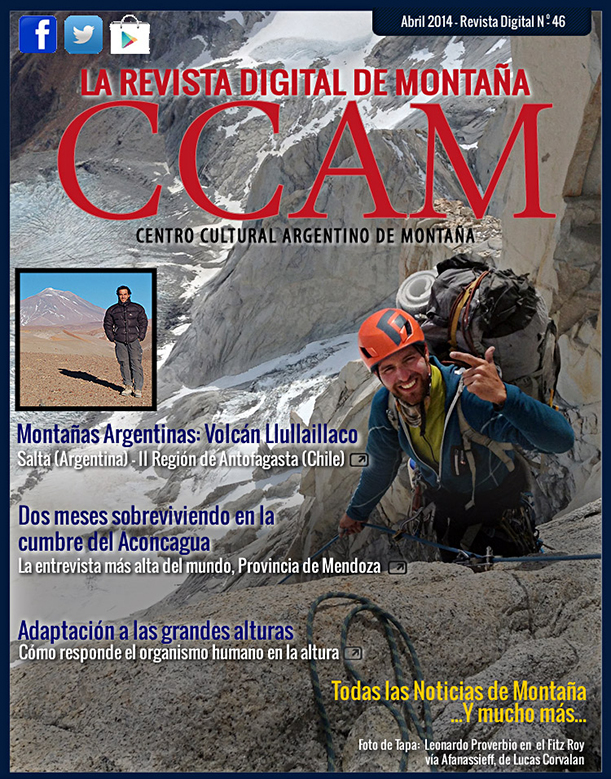 Abril 2014 - Revista Digital Nº 46
LA REVISTA DIGITAL DE MONTAÑA
CCAM
CENTRO CULTURAL ARGENTINO DE MONTAÑA
Montañas Argentinas: Volcán Llullaillaco
Salta (Argentina) - II Región de Antofagasta (Chile)
Dos meses sobreviviendo en la
cumbre del Aconcagua
La entrevista más alta del mundo, Provincia de Mendoza
Adaptación a las grandes alturas
Cómo responde el organismo humano en la altura
Todas las Noticias de Montaña
...Y mucho más...
Foto de Tapa: Leonardo Proverbio en el Fitz Roy
vía Afanassieff, de Lucas Corvalan